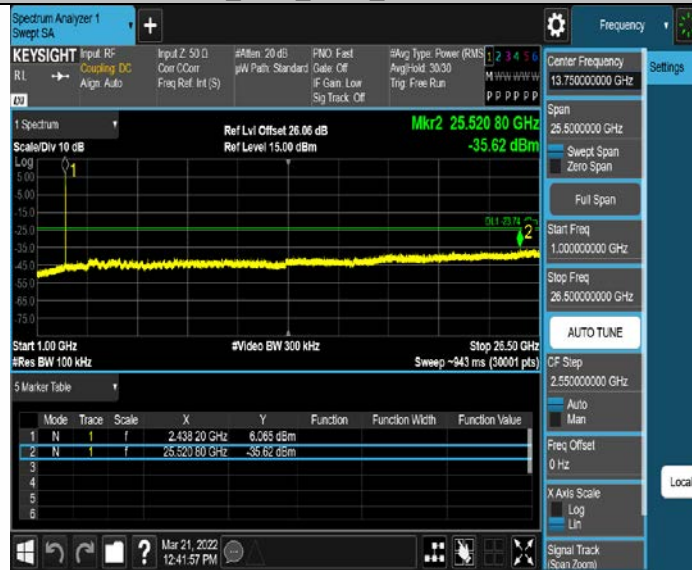 Spectrum Analyzer 1
Swept SA
+
Frequency
KEYSIGHT
RL
Input: RF
Coupling: DC
Align: Auto
Input Z: 50 Ω
Corr CCorr
Freq Ref: Int (S)
#Atten: 20 dB
µW Path: Standard
PNO: Fast
Gate: Off
IF Gain: Low
Sig Track: Off
#Avg Type: Power (RMS
Avg|Hold: 30/30
Trig: Free Run
1 2 3 4 5 6
M W W W W W
P P P P P P
1 Spectrum
Scale/Div 10 dB
Ref Lvl Offset 26.06 dB
Ref Level 15.00 dBm
Mkr2 25.520 80 GHz
-35.62 dBm
Log
5.00
-5.00
-15.0
-25.0
-35.0
-45.0
-55.0
-65.0
-75.0
1
2
Start 1.00 GHz
#Res BW 100 kHz
#Video BW 300 kHz
Stop 26.50 GHz
Sweep ~943 ms (30001 pts)
5 Marker Table
Mode Trace Scale X Y Function Function Width Function Value
1 N 1 f 2.438 20 GHz 6.065 dBm
2 N 1 f 25.520 80 GHz -35.62 dBm
3
4
5
6
?
Mar 21, 2022
12:41:57 PM
Center Frequency
13.750000000 GHz
Settings
Span
25.5000000 GHz
Swept Span
Zero Span
Full Span
Start Freq
1.000000000 GHz
Stop Freq
26.500000000 GHz
AUTO TUNE
CF Step
2.550000000 GHz
Auto
Man
Freq Offset
0 Hz
X Axis Scale
Log
Lin
Signal Track
(Span Zoom)
Local